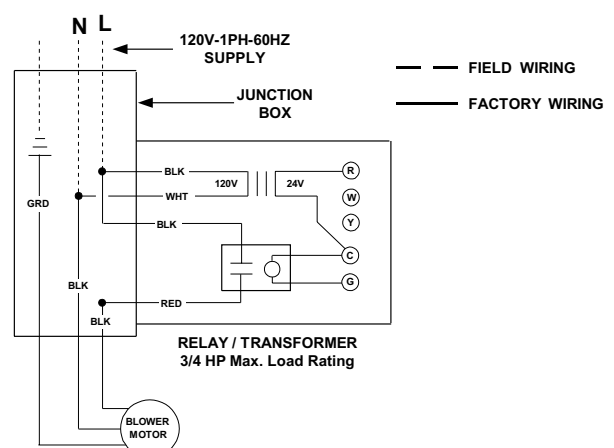 N L
120V-1PH-60HZ
SUPPLY
FIELD WIRING
JUNCTION
BOX
FACTORY WIRING
BLK
R
120V
24V
WHT
W
GRD
BLK
Y
C
G
BLK
RED
BLK
RELAY / TRANSFORMER
3/4 HP Max. Load Rating
BLOWER
MOTOR